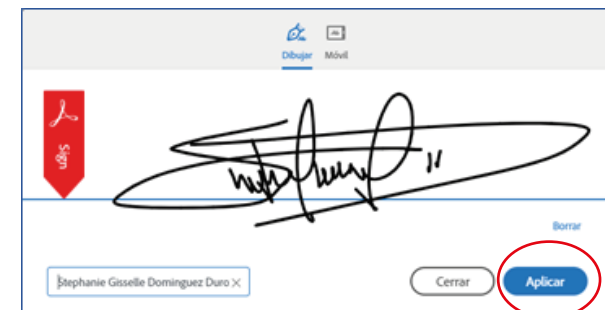 Dibujar Móvil
Sign
Borrar
Stephanie Gisselle Dominguez Duro
Cerrar Aplicar